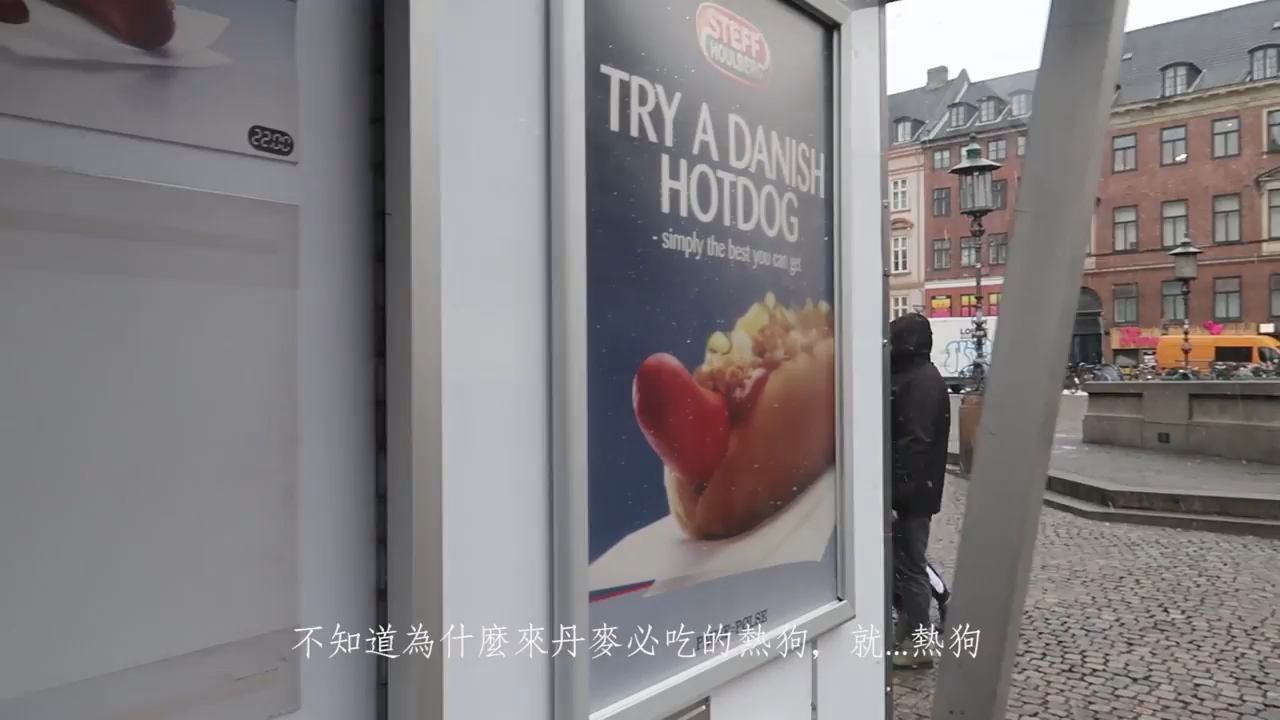 22.00
STEFF
HOULBERG
TRY A DANISH
HOTDOG
- simply the best you can get
不知道為什麼來丹麥必吃的熱狗，就...熱狗